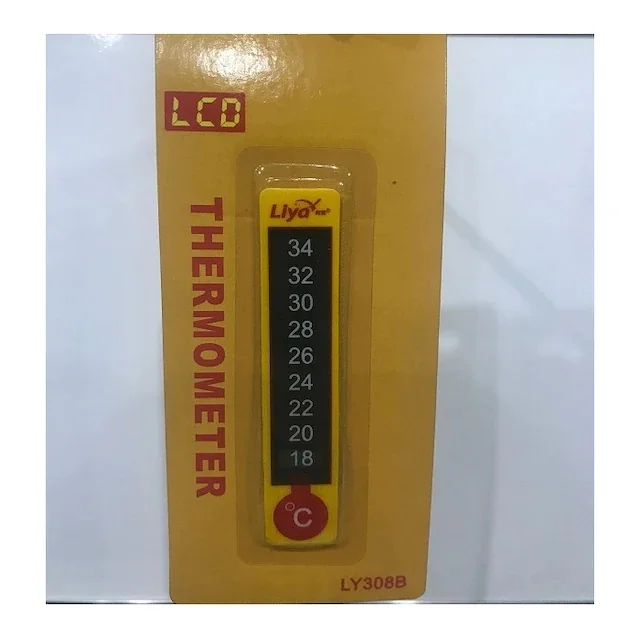 LCD
THERMOMETER
Liya
34
32
30
28
26
24
22
20
18
°C
LY308B